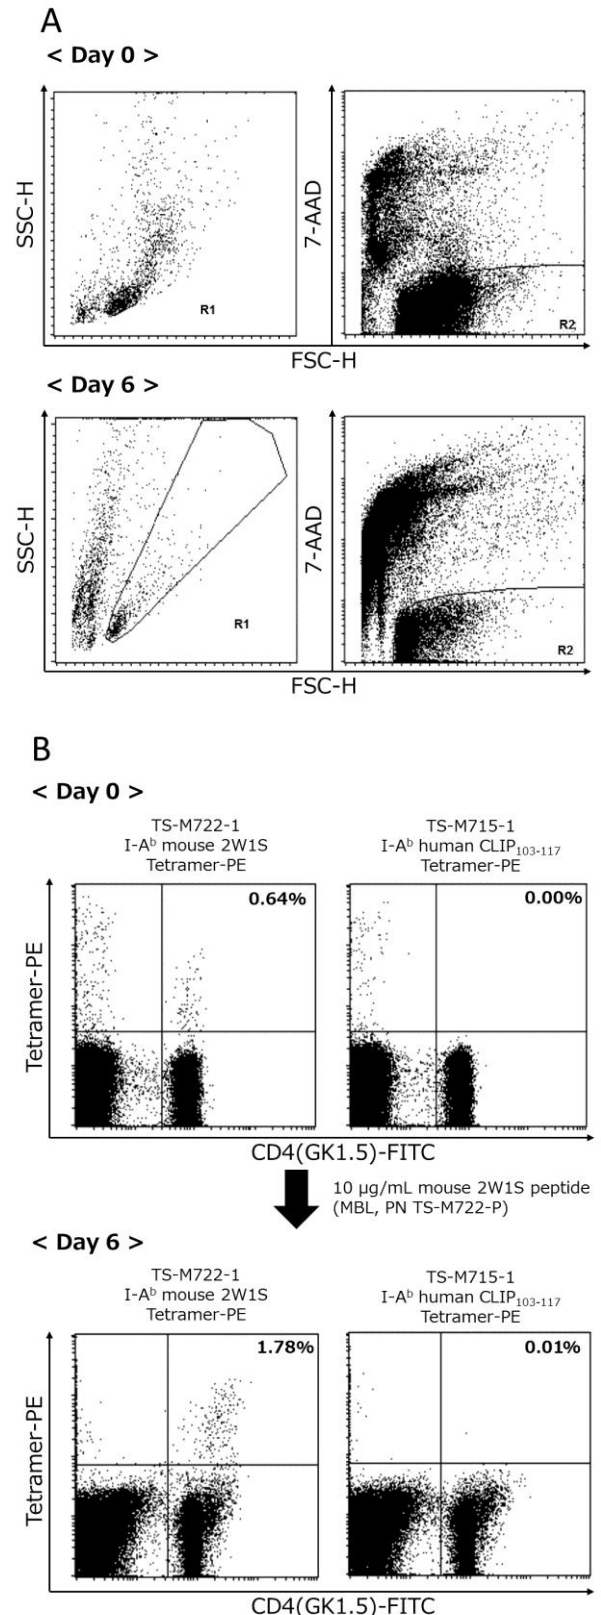 A
< Day 0 >
SSC-H
R1
7-AAD
R2
FSC-H
< Day 6 >
SSC-H
R1
7-AAD
R2
FSC-H
B
< Day 0 >
TS-M722-1
I-Aᵇ mouse 2W1S
Tetramer-PE
TS-M715-1
I-Aᵇ human CLIP₁₀₃₋₁₁₇
Tetramer-PE
Tetramer-PE
0.64%
0.00%
CD4(GK1.5)-FITC
10 μg/mL mouse 2W1S peptide
(MBL, PN TS-M722-P)
< Day 6 >
TS-M722-1
I-Aᵇ mouse 2W1S
Tetramer-PE
TS-M715-1
I-Aᵇ human CLIP₁₀₃₋₁₁₇
Tetramer-PE
Tetramer-PE
1.78%
0.01%
CD4(GK1.5)-FITC